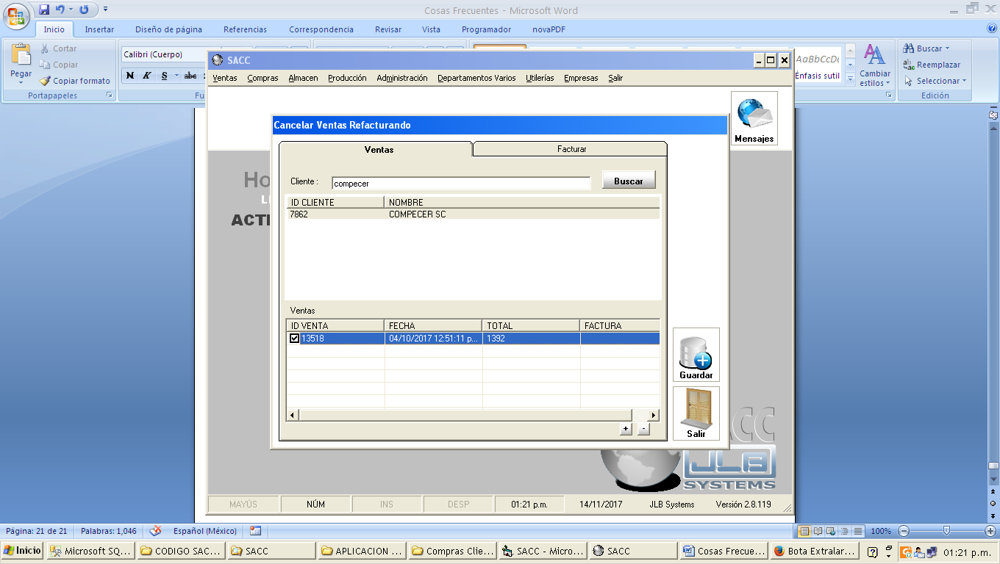 Cosas Frecuentes - Microsoft Word
Inicio Insertar Diseño de página Referencias Correspondencia Revisar Vista Programador novaPDF
Pegar
Cortar
Copiar
Copiar formato
Portapapeles
Calibri (Cuerpo)
N K S abc
Fu
AaBbCcDc
Énfasis sutil
Cambiar estilos
Buscar
Reemplazar
Seleccionar
Edición
SACC
Ventas Compras Almacen Producción Administración Departamentos Varios Utilerías Empresas Salir
Mensajes
Ho
ACTI
Cancelar Ventas Refacturando
Ventas Facturar
Cliente : compecer Buscar
ID CLIENTE NOMBRE
7862 COMPECER SC
Ventas
ID VENTA FECHA TOTAL FACTURA
13518 04/10/2017 12:51:11 p... 1392
+ -
Guardar
Salir
CC
JLB
SYSTEMS
MAYÚS NÚM INS DESP 01:21 p.m. 14/11/2017 JLB Systems Versión 2.8.119
Página: 21 de 21 Palabras: 1,046 Español (México) 100%
Inicio Microsoft SQ... CODIGO SAC... SACC APLICACION ... Compras Clie... SACC - Micro... SACC Cosas Frecue... Bota Extralar... 01:21 p.m.